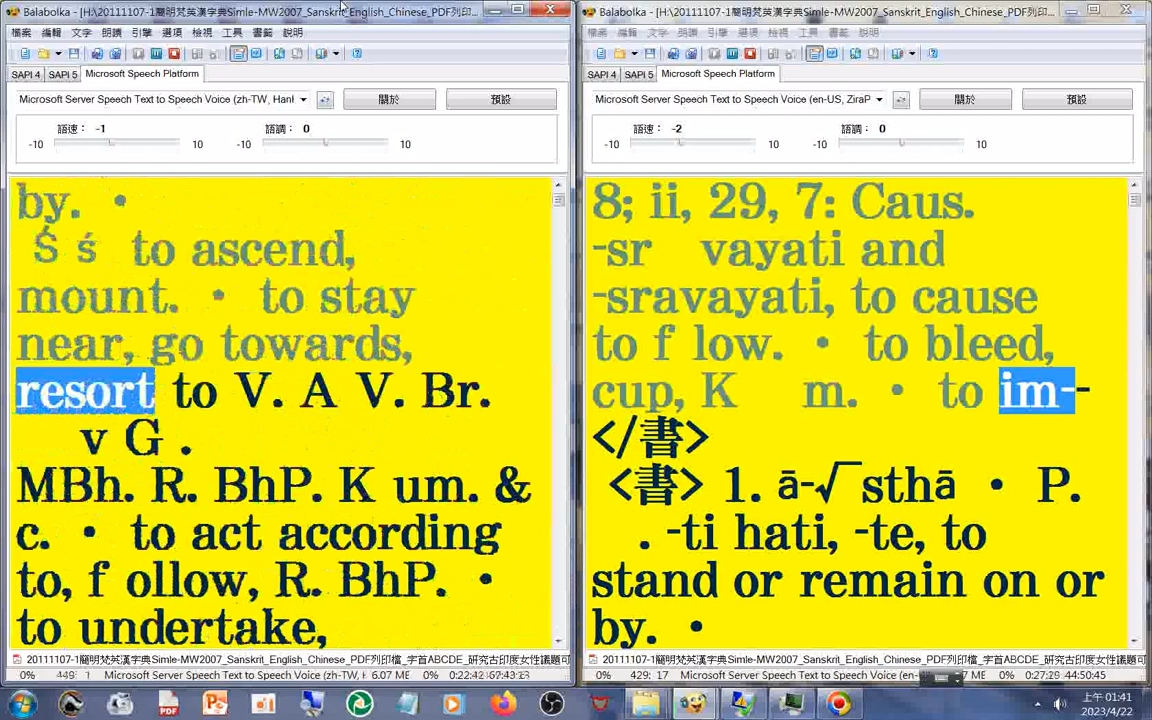 Balabolka - [H:\20111107-1簡明梵英漢字典Simle-MW2007_Sanskrit_English_Chinese_PDF列印...
檔案 編輯 文字 朗讀 引擎 選項 檢視 工具 書籤 說明
SAPI 4 SAPI 5 Microsoft Speech Platform
Microsoft Server Speech Text to Speech Voice (zh-TW, Hanl
關於 預設
語速： -1 語調： 0
-10 10 -10 10
by. •
Ś ś to ascend,
mount. • to stay
near, go towards,
resort to V. A V. Br.
v G .
MBh. R. BhP. K um. &
c. • to act according
to, f ollow, R. BhP. •
to undertake,
20111107-1簡明梵英漢字典Simle-MW2007_Sanskrit_English_Chinese_PDF列印檔_字首ABCDE_研究古印度女性議題可
0% 449: 1 Microsoft Server Speech Text to Speech Voice (zh-TW, 6.07 MB 0%
Balabolka - [H:\20111107-1簡明梵英漢字典Simle-MW2007_Sanskrit_English_Chinese_PDF列印...
檔案 編輯 文字 朗讀 引擎 選項 檢視 工具 書籤 說明
SAPI 4 SAPI 5 Microsoft Speech Platform
Microsoft Server Speech Text to Speech Voice (en-US, ZiraP
關於 預設
語速： -2 語調： 0
-10 10 -10 10
8; ii, 29, 7: Caus.
-sr vayati and
-sravayati, to cause
to f low. • to bleed,
cup, K m. • to im--
</書>
<書> 1. ā-√sthā • P.
. -ti hati, -te, to
stand or remain on or
by. •
20111107-1簡明梵英漢字典Simle-MW2007_Sanskrit_English_Chinese_PDF列印檔_字首ABCDE_研究古印度女性議題可
0% 429: 17 Microsoft Server Speech Text to Speech Voice 0% 0:27:29 44:50:45
上午 01:41
2023/4/22